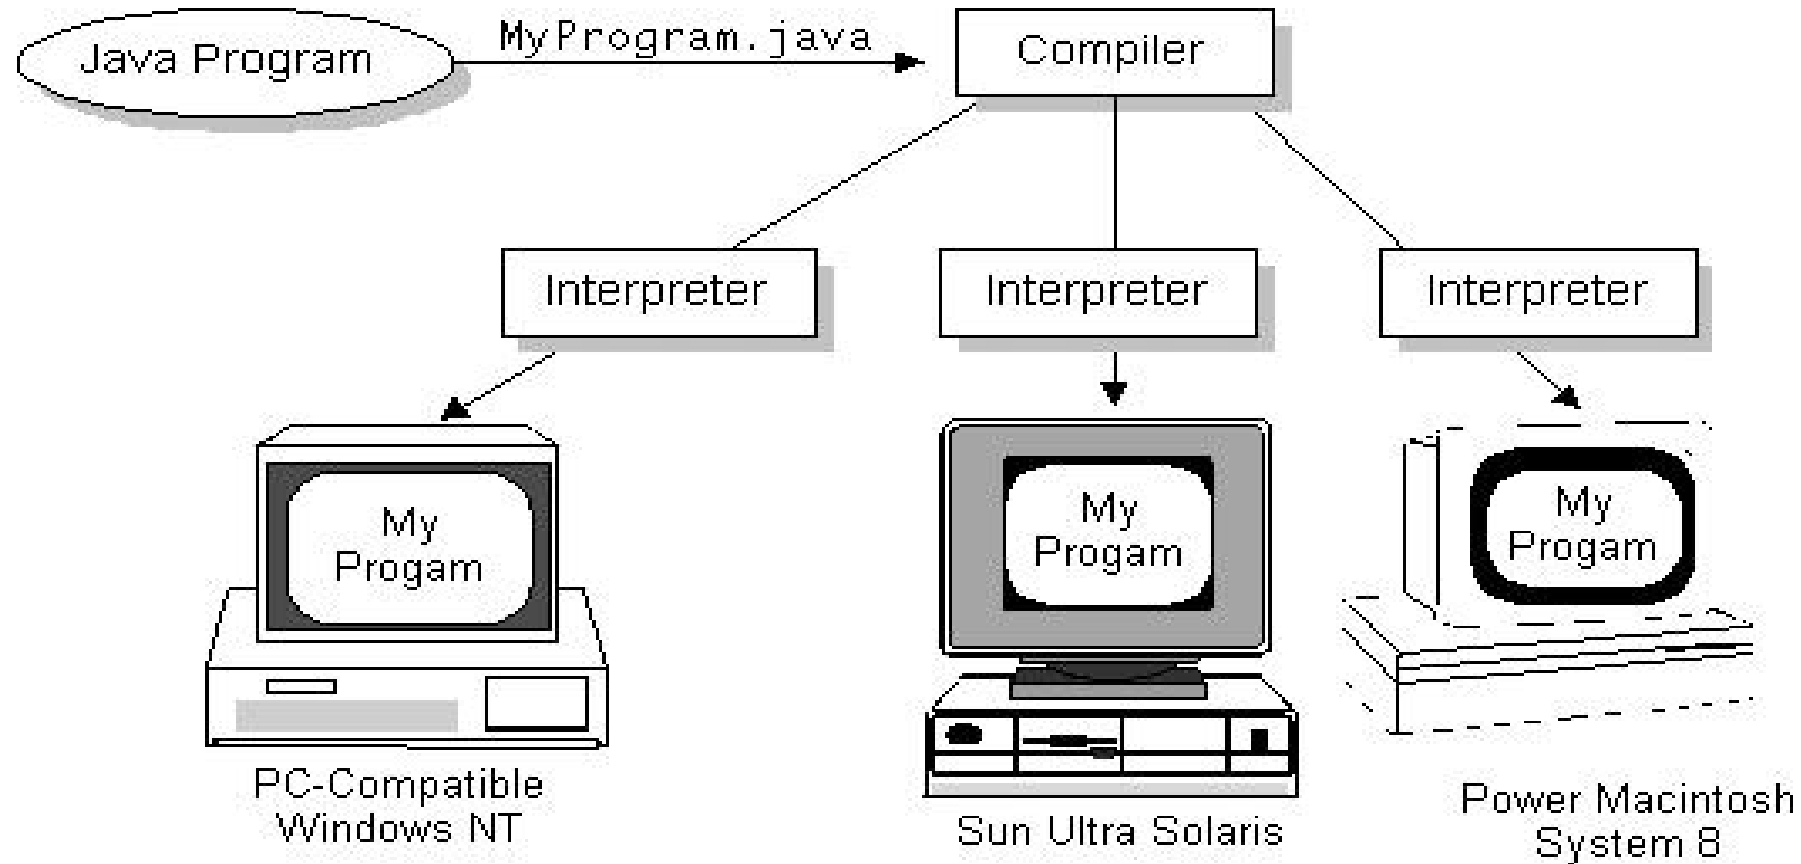 Java Program
MyProgram.java
Compiler
Interpreter
Interpreter
Interpreter
My
Progam
My
Progam
My
Progam
PC-Compatible
Windows NT
Sun Ultra Solaris
Power Macintosh
System 8